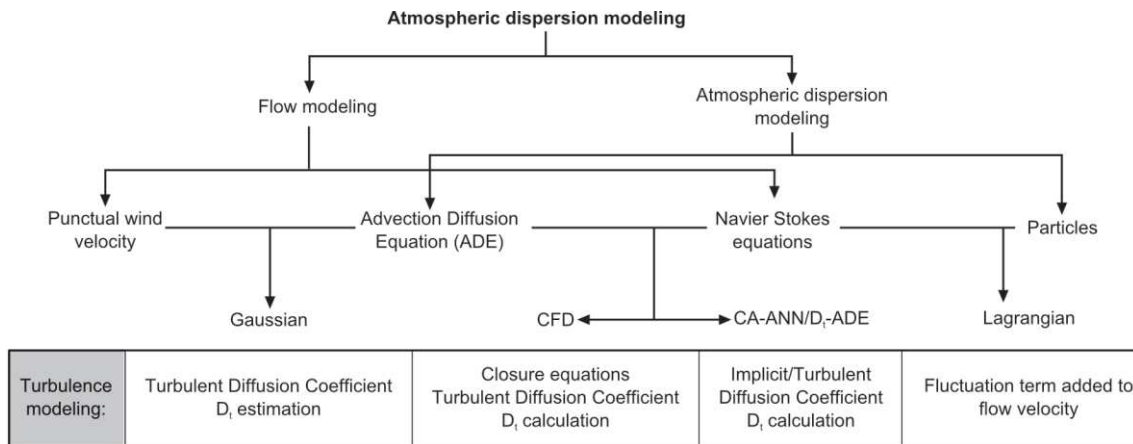 Atmospheric dispersion modeling
Flow modeling
Atmospheric dispersion
modeling
Punctual wind
velocity
Advection Diffusion
Equation (ADE)
Navier Stokes
equations
Particles
Gaussian
CFD
CA-ANN/Dt-ADE
Lagrangian
Turbulence
modeling:
Turbulent Diffusion Coefficient
Dt estimation
Closure equations
Turbulent Diffusion Coefficient
Dt calculation
Implicit/Turbulent
Diffusion Coefficient
Dt calculation
Fluctuation term added to
flow velocity